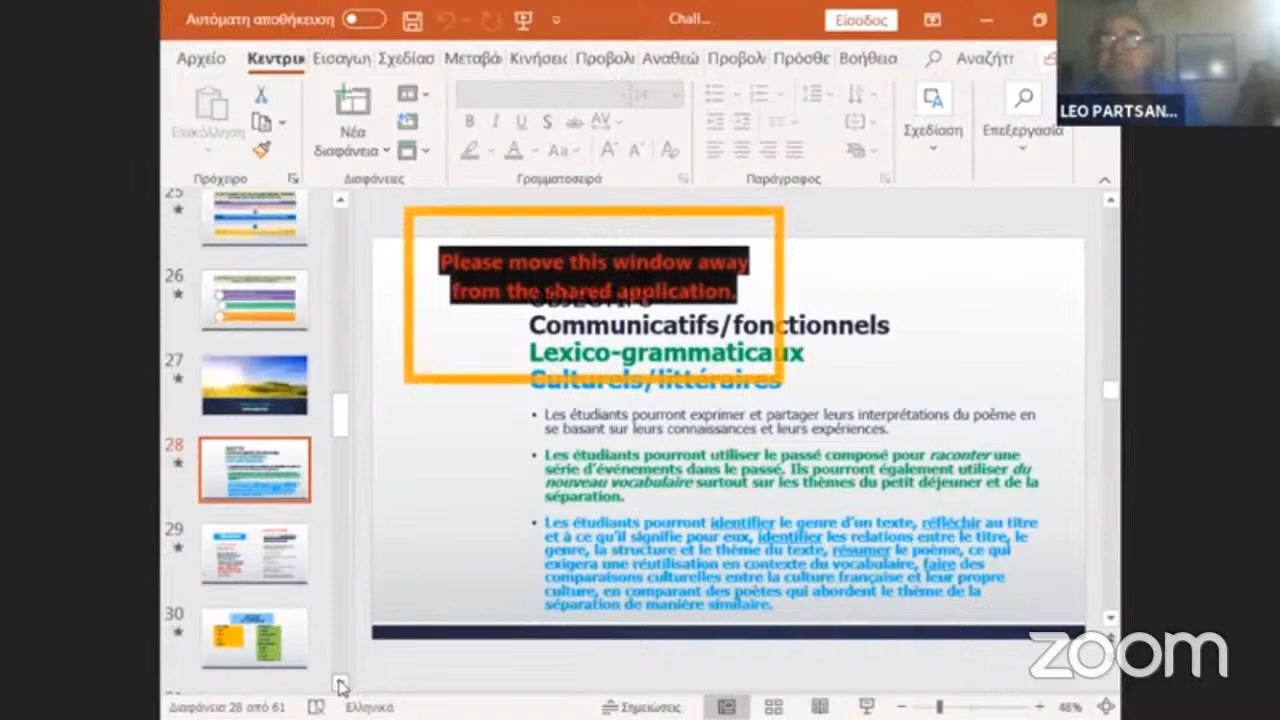 Αυτόματη αποθήκευση
Chall...
Είσοδος
Αρχείο Κεντρικ Εισαγωγ Σχεδίασ Μεταβά Κινήσεις Προβολ Αναθεώ Προβολ Πρόσθε Βοήθεια Αναζήτη
LEO PARTSAN...
Επικόλληση
Νέα
διαφάνεια
24
B I U S ab AV
A Aa A A
Σχεδίαση
Επεξεργασία
Πρόχειρο
Διαφάνειες
Γραμματοσειρά
Παράγραφος
25
26
27
28
29
30
Please move this window away
from the shared application.
Communicatifs/fonctionnels
Lexico-grammaticaux
Culturels/littéraires
• Les étudiants pourront exprimer et partager leurs interprétations du poème en
se basant sur leurs connaissances et leurs expériences.
• Les étudiants pourront utiliser le passé composé pour raconter une
série d'événements dans le passé. Ils pourront également utiliser du
nouveau vocabulaire surtout sur les thèmes du petit déjeuner et de la
séparation.
• Les étudiants pourront identifier le genre d'un texte, réfléchir au titre
et à ce qu'il signifie pour eux, identifier les relations entre le titre, le
genre, la structure et le thème du texte, résumer le poème, ce qui
exigera une réutilisation en contexte du vocabulaire, faire des
comparaisons culturelles entre la culture française et leur propre
culture, en comparant des poètes qui abordent le thème de la
séparation de manière similaire.
zoom
Διαφάνεια 28 από 61
Ελληνικά
Σημειώσεις
48%